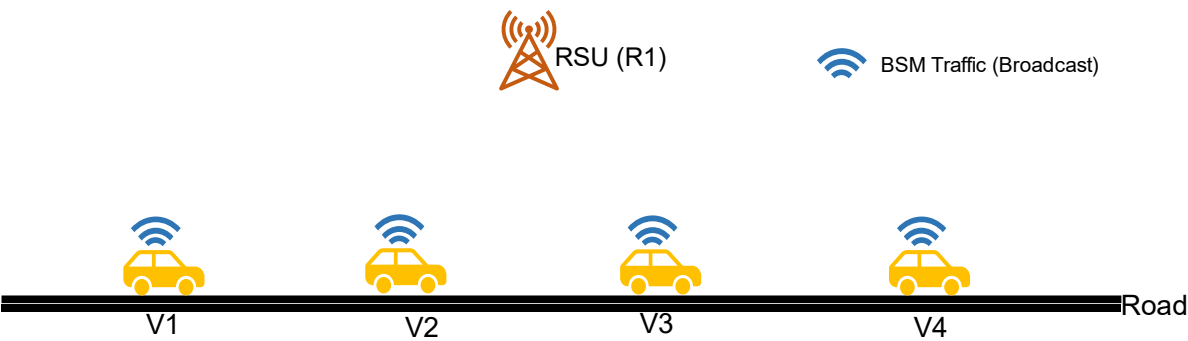 RSU (R1)
BSM Traffic (Broadcast)
Road
V1
V2
V3
V4